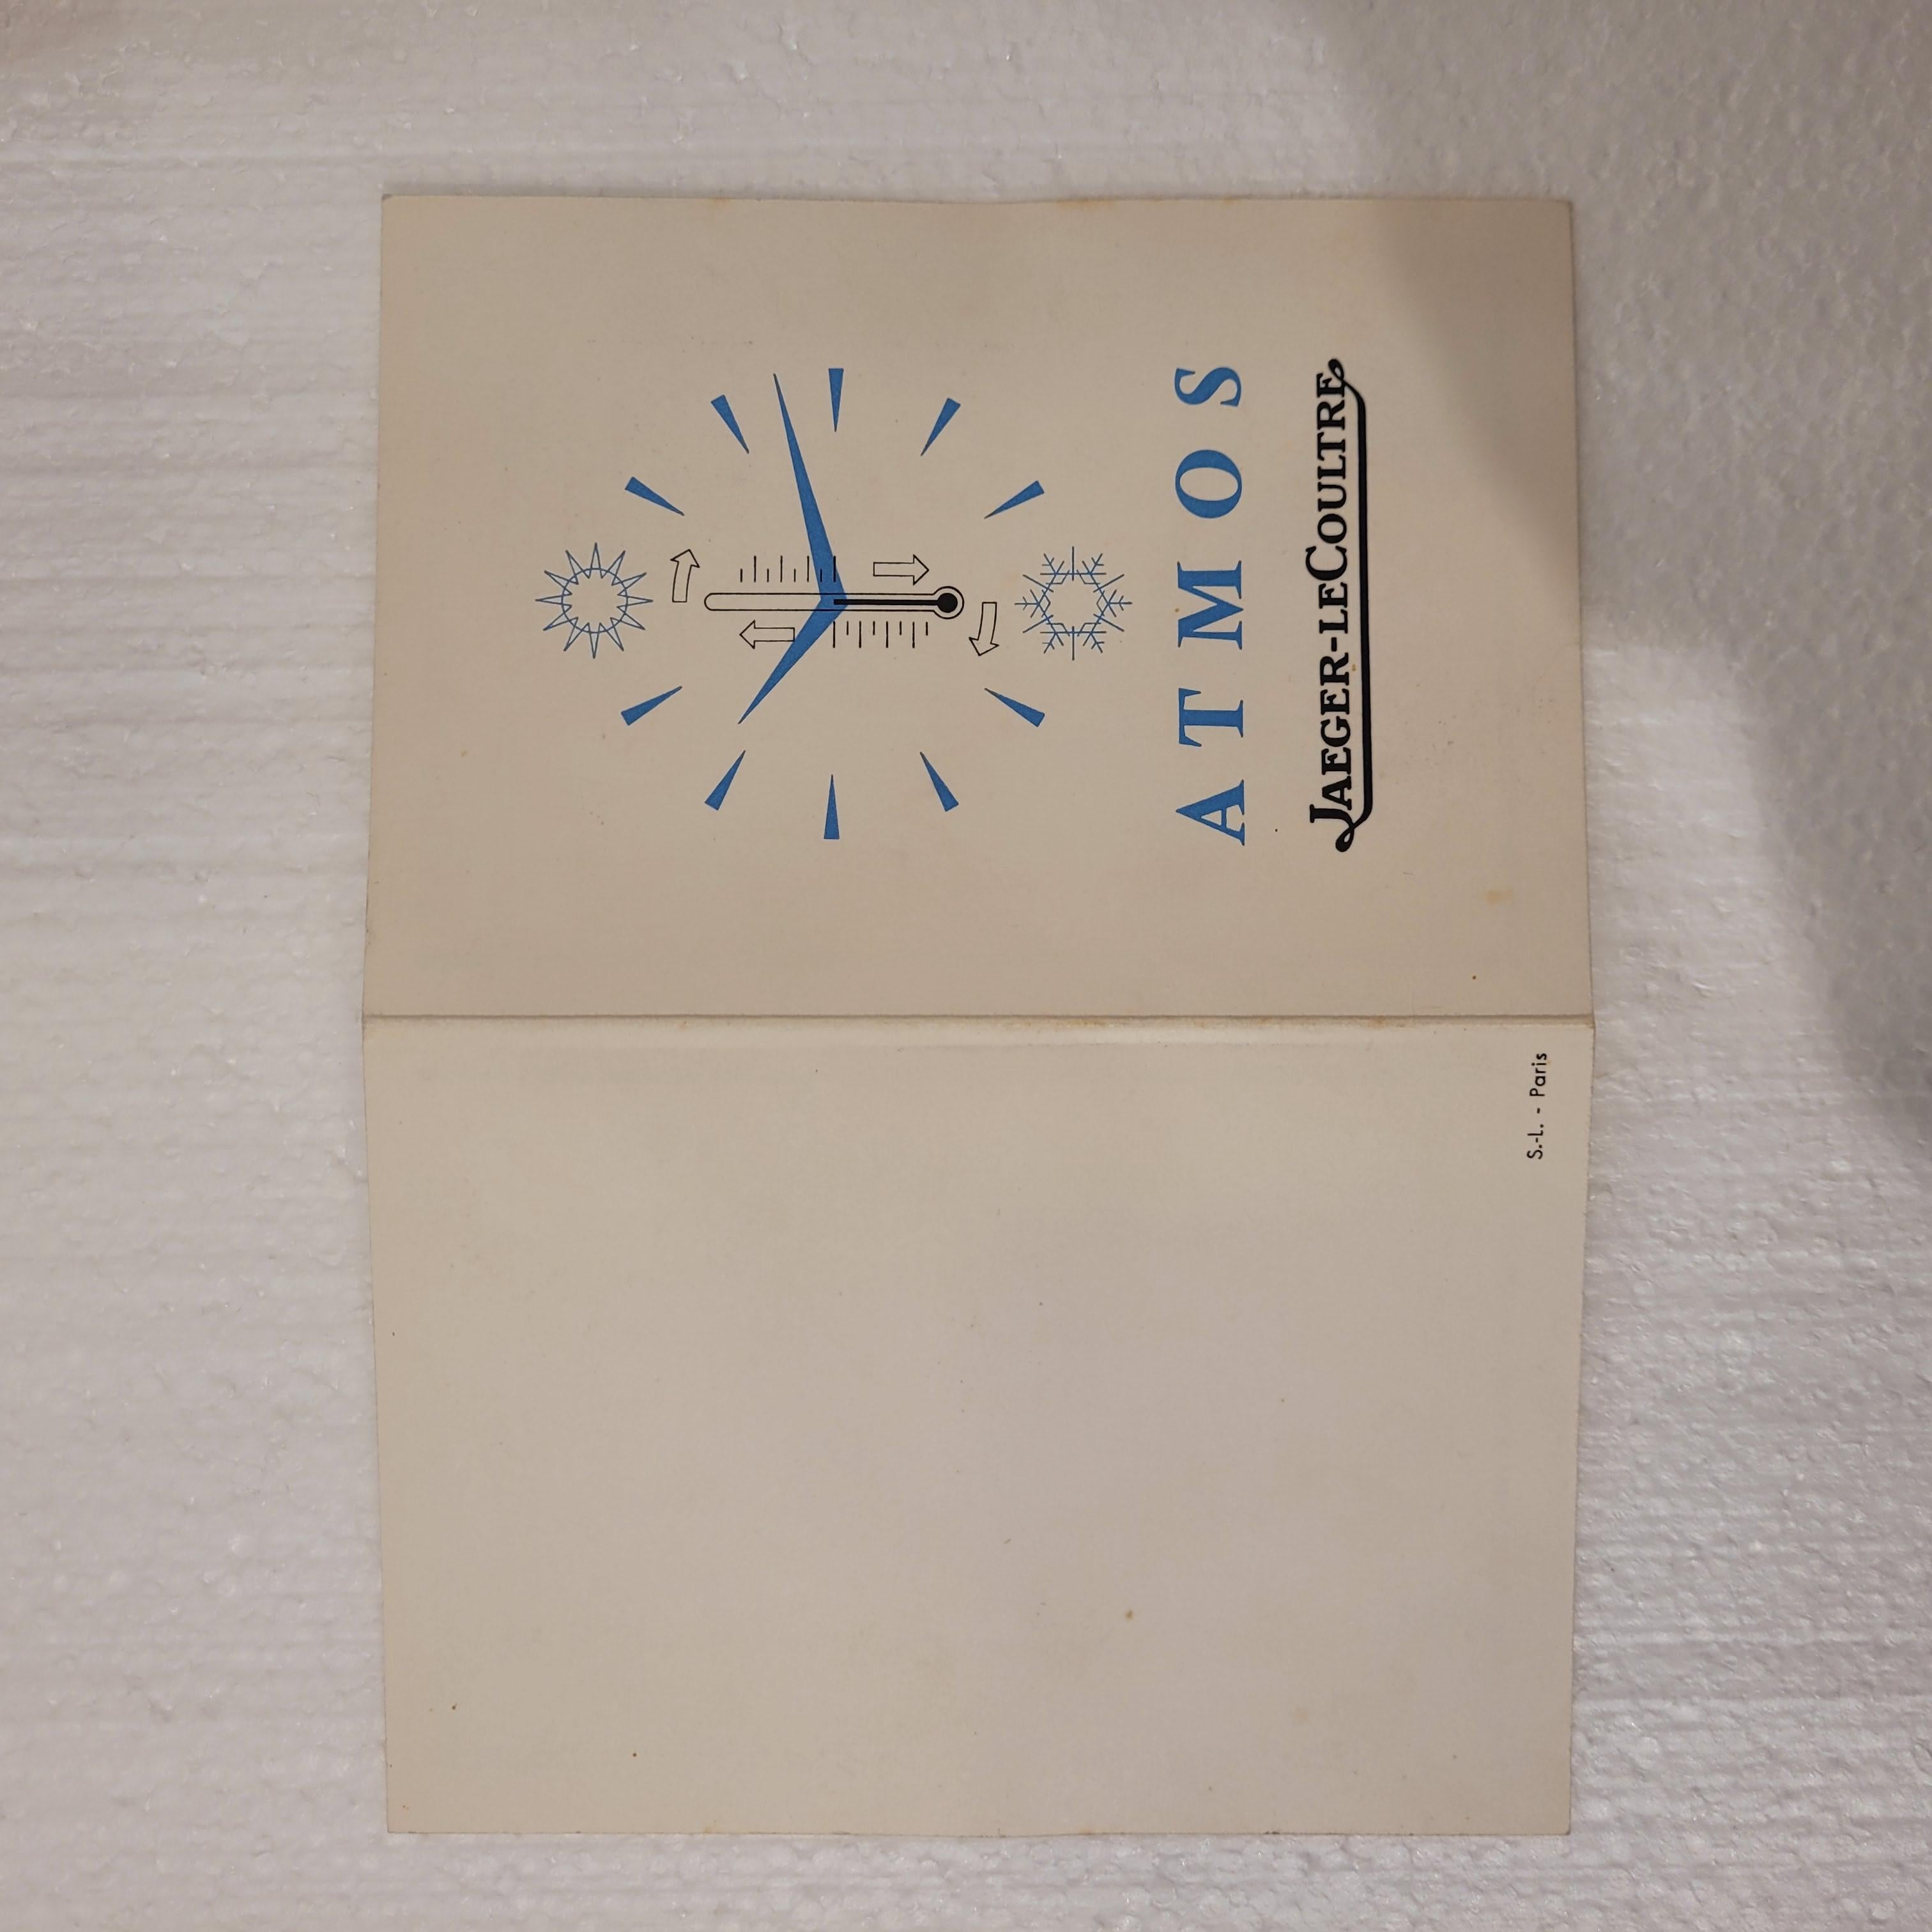 ATMOS
JAEGER-LECOULTRE
S.-L. - Paris